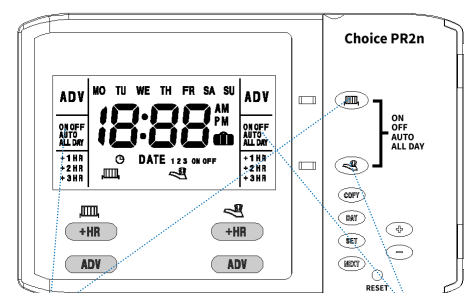 Choice PR2n
MO TU WE TH FR SA SU
ADV
ADV
18:88
AM
PM
ON OFF
AUTO
ALL DAY
ON OFF
AUTO
ALL DAY
DATE 1 2 3 ON OFF
+1HR
+2HR
+3HR
+1HR
+2HR
+3HR
ON
OFF
AUTO
ALL DAY
+HR
+HR
ADV
ADV
COPY
DAY
SET
NEXT
+
−
RESET